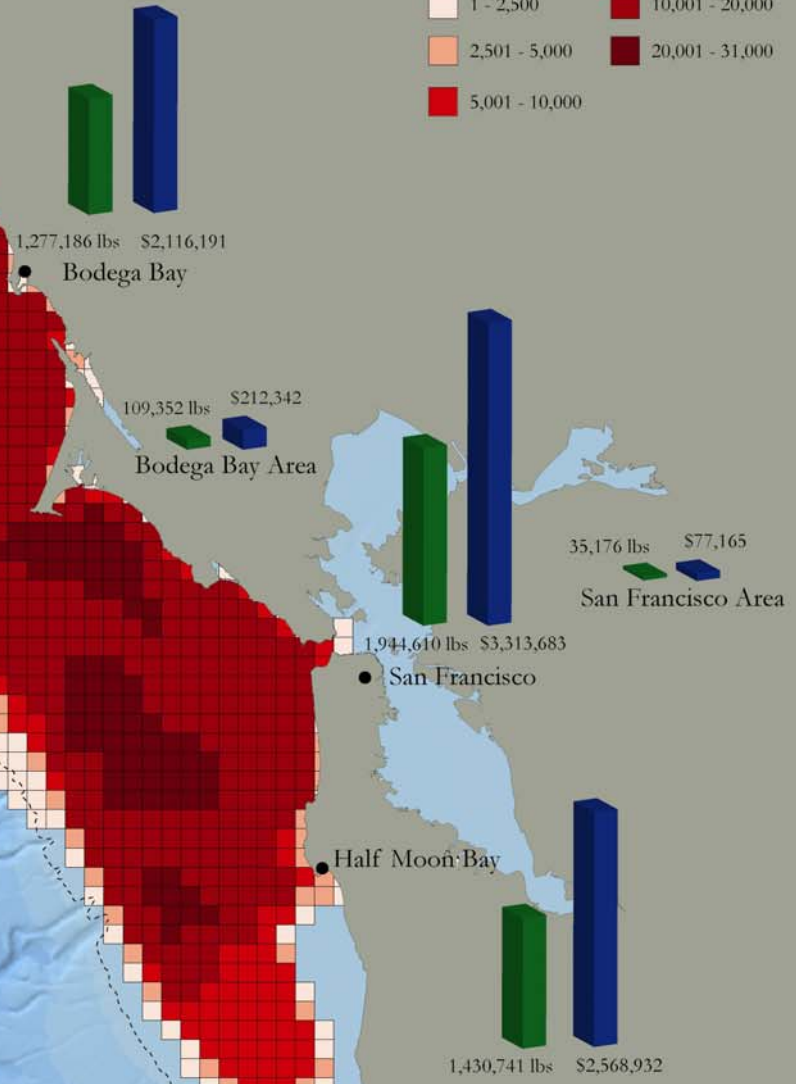 1 - 2,500
10,001 - 20,000
2,501 - 5,000
20,001 - 31,000
5,001 - 10,000
1,277,186 lbs
$2,116,191
Bodega Bay
109,352 lbs
$212,342
Bodega Bay Area
35,176 lbs
$77,165
San Francisco Area
1,944,610 lbs
$3,313,683
San Francisco
Half Moon Bay
1,430,741 lbs
$2,568,932